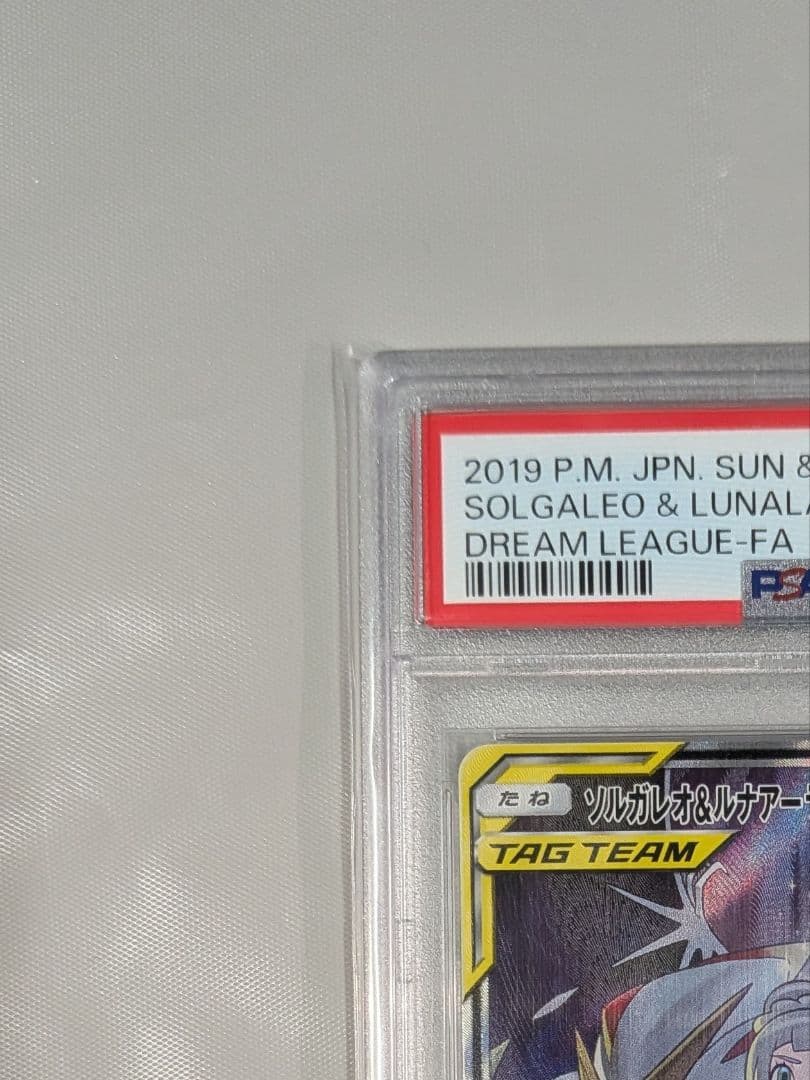 2019 P.M. JPN. SUN &
SOLGALEO & LUNALA
DREAM LEAGUE-FA
PSA
たね
ソルガレオ&ルナアー
TAG TEAM